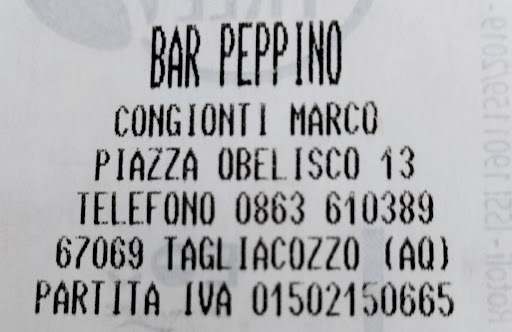 BAR PEPPINO
CONGIONTI MARCO
PIAZZA OBELISCO 13
TELEFONO 0863 610389
67069 TAGLIACOZZO (AQ)
PARTITA IVA 01502150665